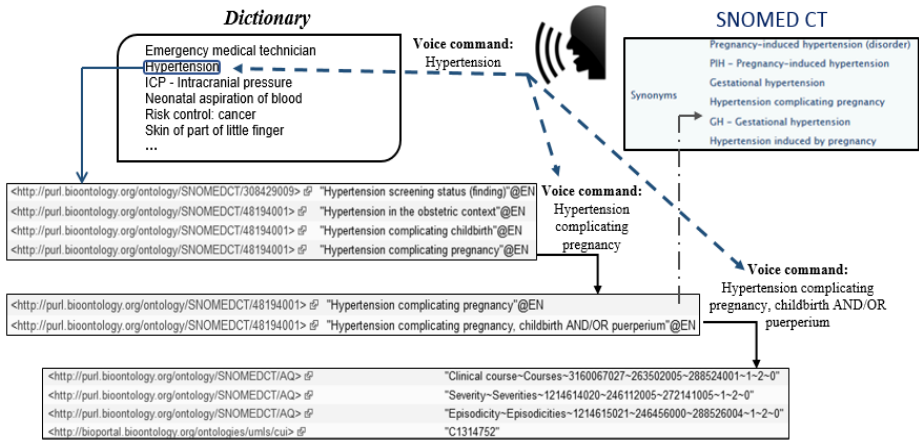 Dictionary
Emergency medical technician
Hypertension
ICP - Intracranial pressure
Neonatal aspiration of blood
Risk control: cancer
Skin of part of little finger
...
Voice command:
Hypertension
SNOMED CT
Synonyms
Pregnancy-induced hypertension (disorder)
PIH - Pregnancy-induced hypertension
Gestational hypertension
Hypertension complicating pregnancy
GH - Gestational hypertension
Hypertension induced by pregnancy
<http://purl.bioontology.org/ontology/SNOMEDCT/308429009> "Hypertension screening status (finding)"@EN
<http://purl.bioontology.org/ontology/SNOMEDCT/48194001> "Hypertension in the obstetric context"@EN
<http://purl.bioontology.org/ontology/SNOMEDCT/48194001> "Hypertension complicating childbirth"@EN
<http://purl.bioontology.org/ontology/SNOMEDCT/48194001> "Hypertension complicating pregnancy"@EN
Voice command:
Hypertension
complicating
pregnancy
Voice command:
Hypertension complicating
pregnancy, childbirth AND/OR
puerperium
<http://purl.bioontology.org/ontology/SNOMEDCT/48194001> "Hypertension complicating pregnancy"@EN
<http://purl.bioontology.org/ontology/SNOMEDCT/48194001> "Hypertension complicating pregnancy, childbirth AND/OR puerperium"@EN
<http://purl.bioontology.org/ontology/SNOMEDCT/AQ> "Clinical course~Courses~3160067027~263502005~288524001~1~2~0"
<http://purl.bioontology.org/ontology/SNOMEDCT/AQ> "Severity~Severities~1214614020~246112005~272141005~1~2~0"
<http://purl.bioontology.org/ontology/SNOMEDCT/AQ> "Episodicity~Episodicities~1214615021~246456000~288526004~1~2~0"
<http://bioportal.bioontology.org/ontologies/umls/cui> "C1314752"